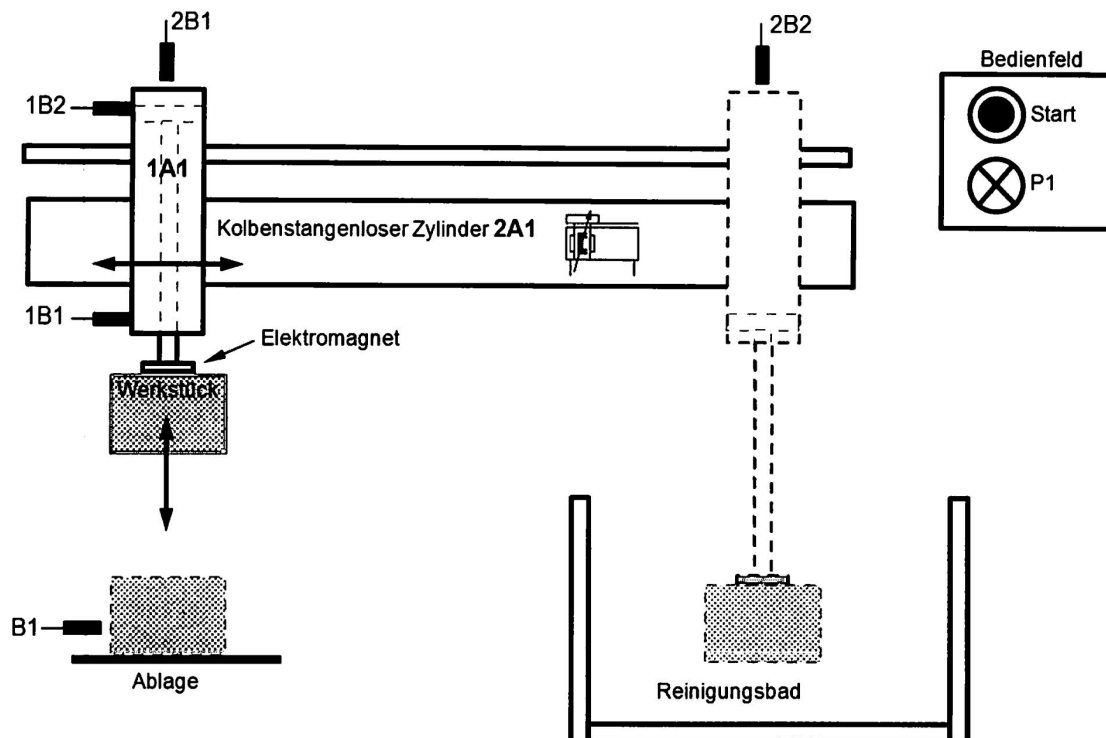 2B1
2B2
Bedienfeld
1B2
Start
1A1
P1
Kolbenstangenloser Zylinder 2A1
1B1
Elektromagnet
Werkstück
B1
Ablage
Reinigungsbad